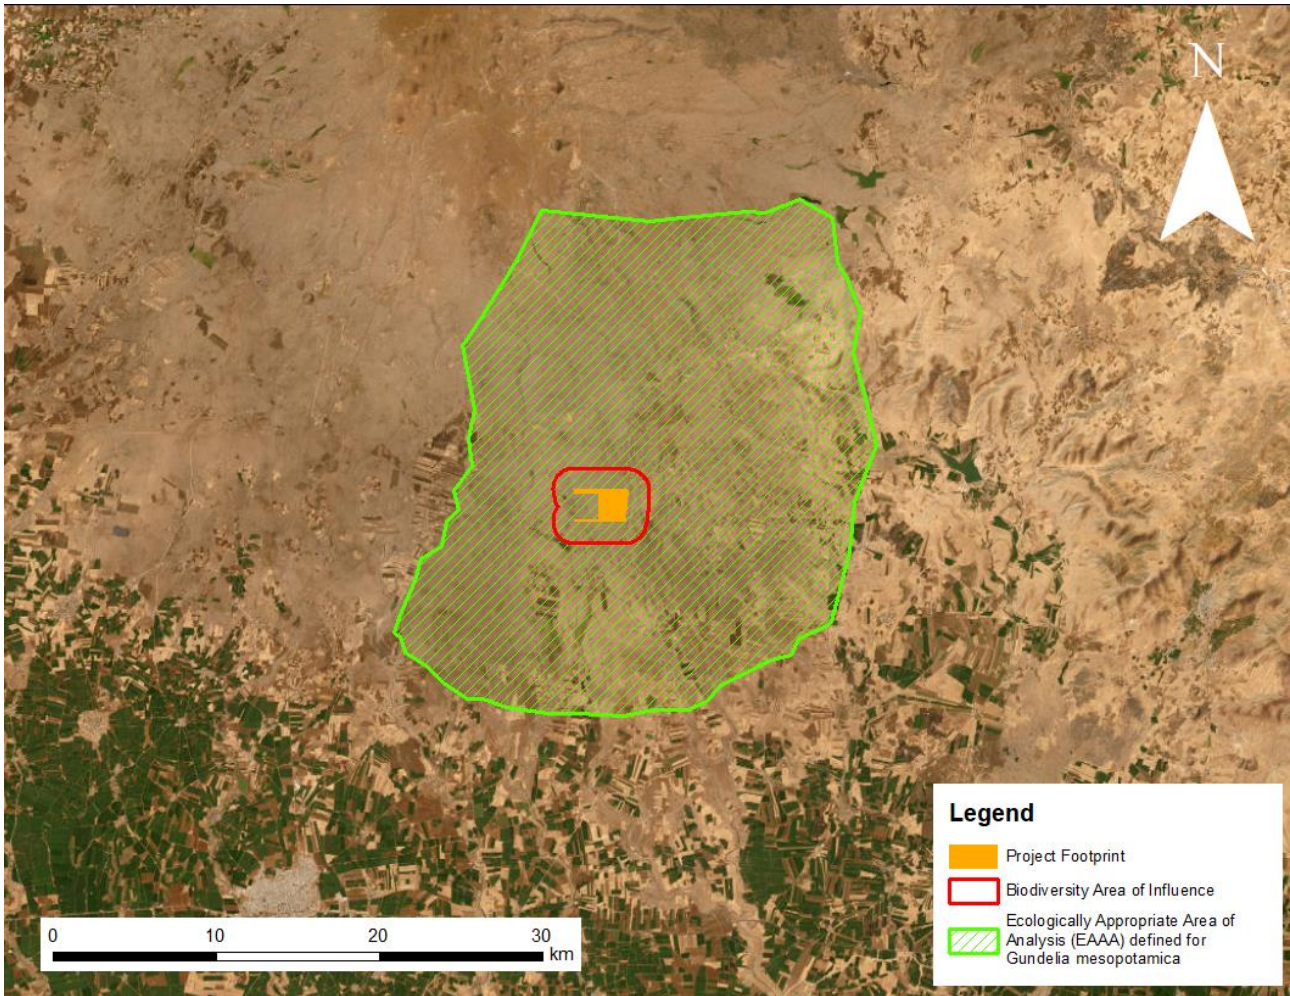 N
Legend
Project Footprint
Biodiversity Area of Influence
Ecologically Appropriate Area of
Analysis (EAAA) defined for
Gundelia mesopotamica
0 10 20 30
km